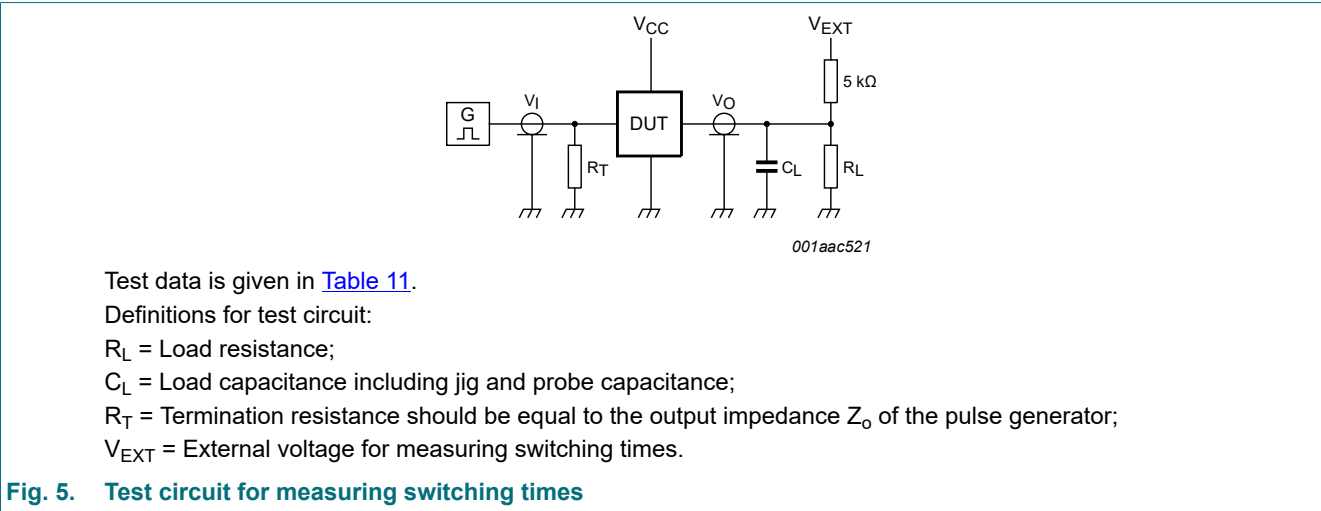 VCC
VEXT
5 kΩ
G
VI
DUT
VO
RT
CL
RL
001aac521
Test data is given in Table 11.
Definitions for test circuit:
RL = Load resistance;
CL = Load capacitance including jig and probe capacitance;
RT = Termination resistance should be equal to the output impedance Zo of the pulse generator;
VEXT = External voltage for measuring switching times.
Fig. 5. Test circuit for measuring switching times